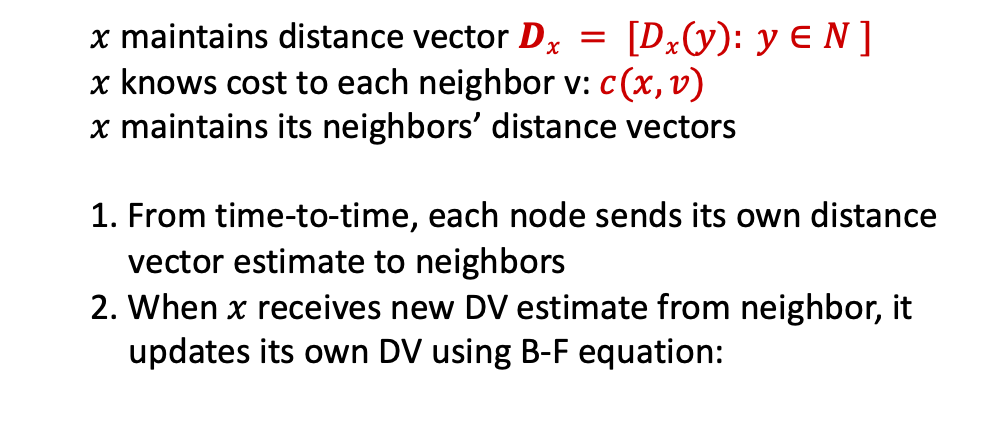 x maintains distance vector Dₓ = [Dₓ(y): y ∈ N ]
x knows cost to each neighbor v: c(x, v)
x maintains its neighbors’ distance vectors
1. From time-to-time, each node sends its own distance
vector estimate to neighbors
2. When x receives new DV estimate from neighbor, it
updates its own DV using B-F equation: